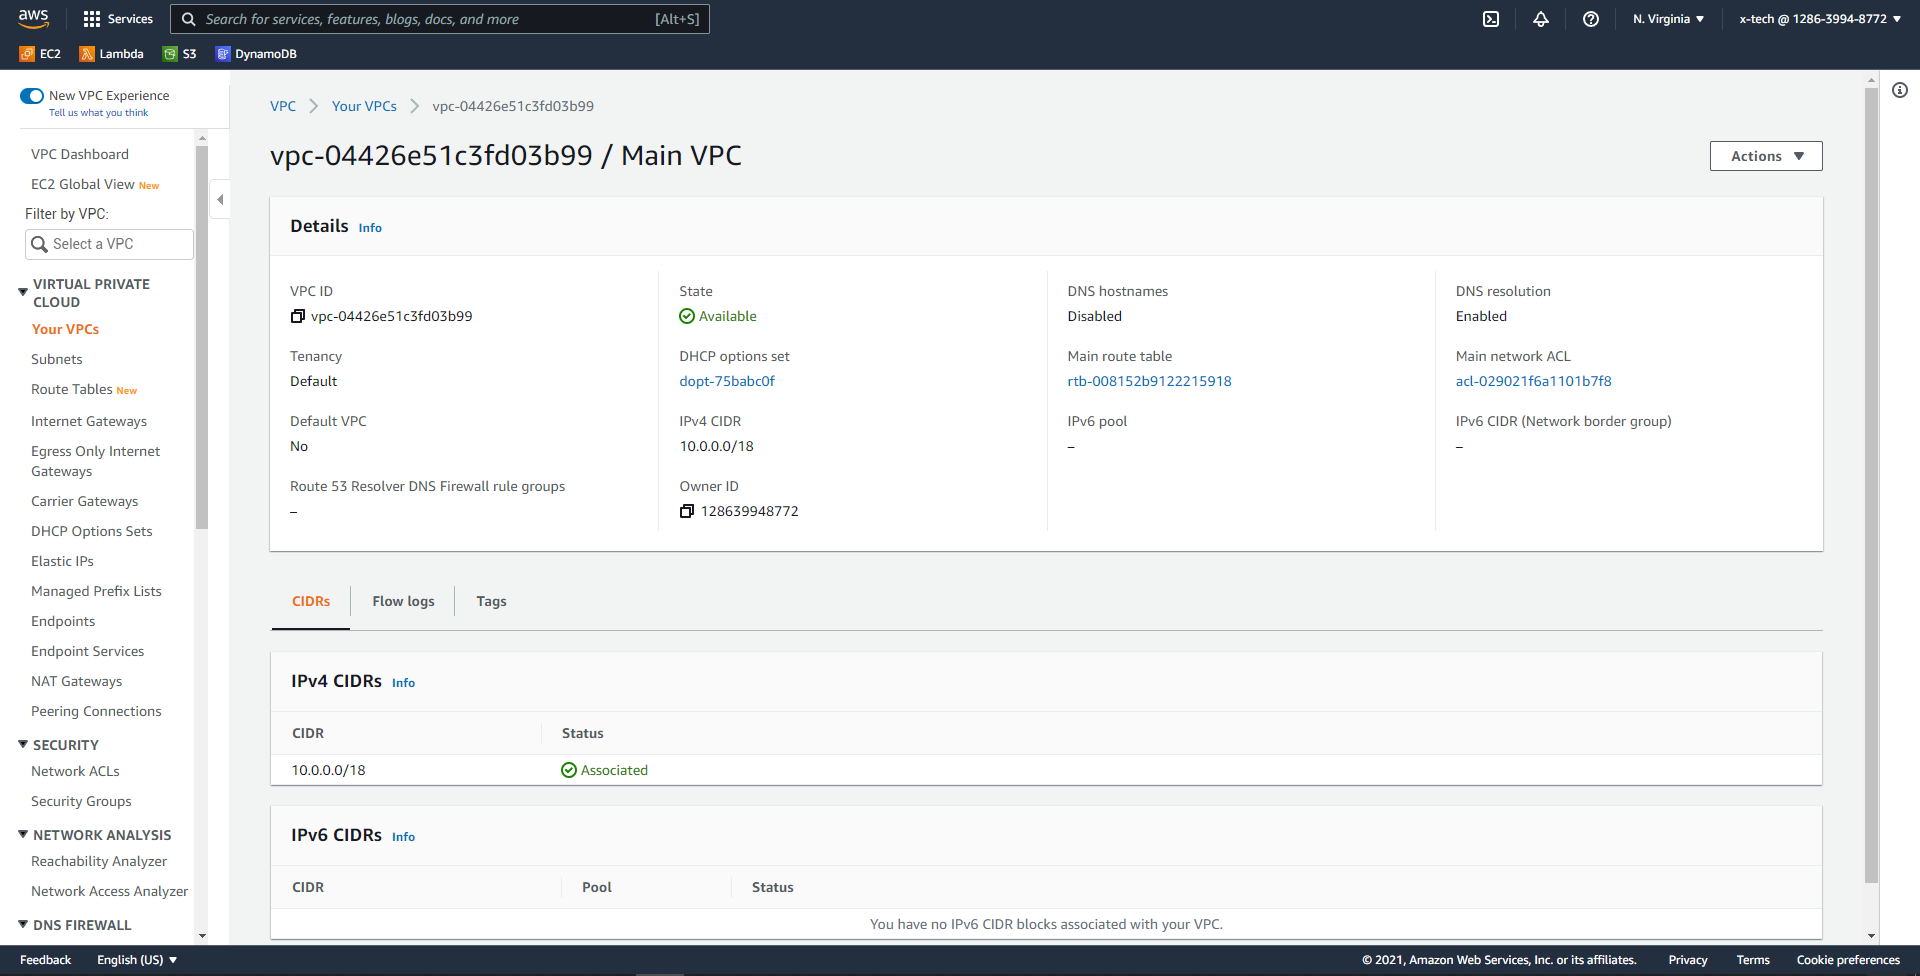 aws
Services
Search for services, features, blogs, docs, and more
[Alt+S]
N. Virginia
x-tech @ 1286-3994-8772
EC2
Lambda
S3
DynamoDB
New VPC Experience
Tell us what you think
VPC Dashboard
EC2 Global View New
Filter by VPC:
Select a VPC
VIRTUAL PRIVATE
CLOUD
Your VPCs
Subnets
Route Tables New
Internet Gateways
Egress Only Internet
Gateways
Carrier Gateways
DHCP Options Sets
Elastic IPs
Managed Prefix Lists
Endpoints
Endpoint Services
NAT Gateways
Peering Connections
SECURITY
Network ACLs
Security Groups
NETWORK ANALYSIS
Reachability Analyzer
Network Access Analyzer
DNS FIREWALL
VPC
Your VPCs
vpc-04426e51c3fd03b99
vpc-04426e51c3fd03b99 / Main VPC
Actions
Details Info
VPC ID
vpc-04426e51c3fd03b99
State
Available
DNS hostnames
Disabled
DNS resolution
Enabled
Tenancy
Default
DHCP options set
dopt-75babc0f
Main route table
rtb-008152b9122215918
Main network ACL
acl-029021f6a1101b7f8
Default VPC
No
IPv4 CIDR
10.0.0.0/18
IPv6 pool
–
IPv6 CIDR (Network border group)
–
Route 53 Resolver DNS Firewall rule groups
–
Owner ID
128639948772
CIDRs
Flow logs
Tags
IPv4 CIDRs Info
CIDR
Status
10.0.0.0/18
Associated
IPv6 CIDRs Info
CIDR
Pool
Status
You have no IPv6 CIDR blocks associated with your VPC.
Feedback
English (US)
© 2021, Amazon Web Services, Inc. or its affiliates.
Privacy
Terms
Cookie preferences